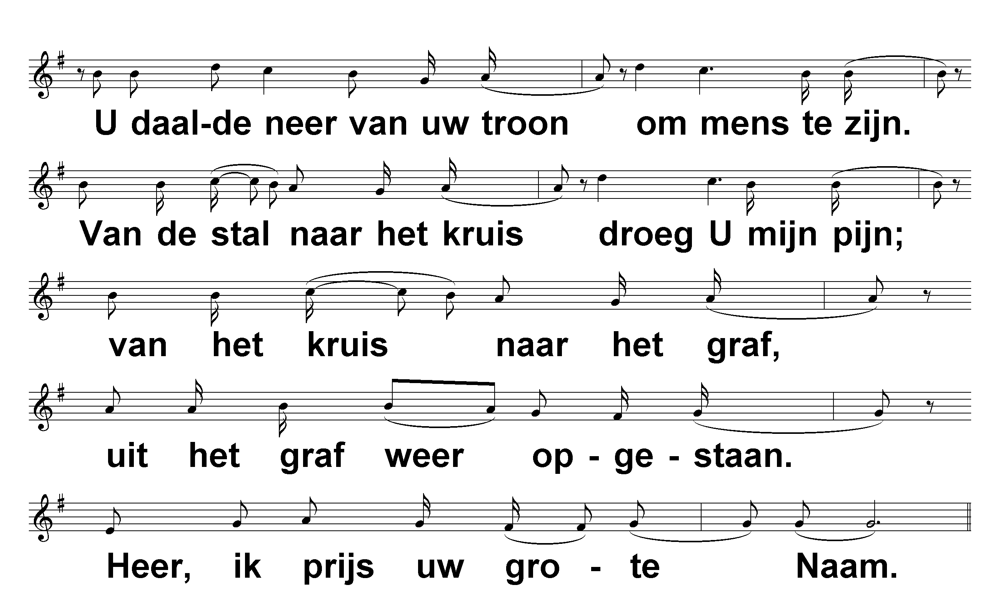 U daal-de neer van uw troon om mens te zijn.
Van de stal naar het kruis droeg U mijn pijn;
van het kruis naar het graf,
uit het graf weer op - ge - staan.
Heer, ik prijs uw gro - te Naam.